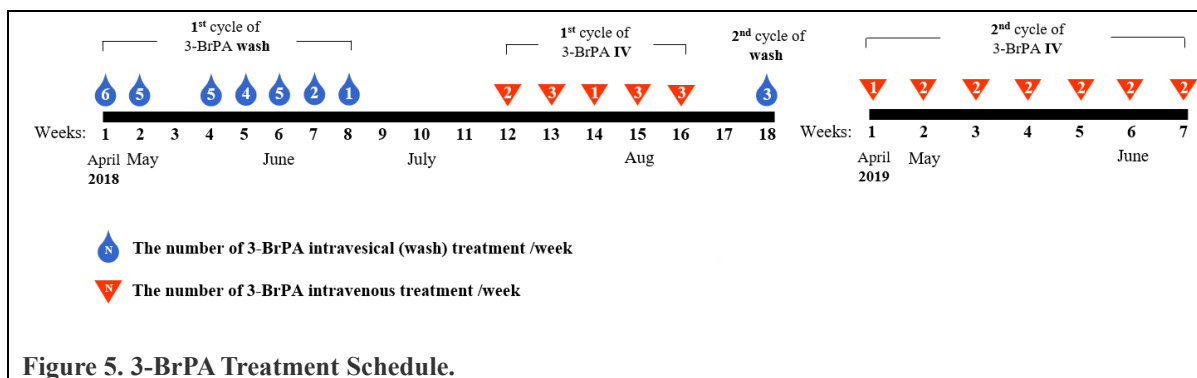 1st cycle of
3-BrPA wash
1st cycle of
3-BrPA IV
2nd cycle of
wash
2nd cycle of
3-BrPA IV
6 5 5 4 5 2 1 2 3 1 3 3 3 1 2 2 2 2 2 2
Weeks: 1 2 3 4 5 6 7 8 9 10 11 12 13 14 15 16 17 18 Weeks: 1 2 3 4 5 6 7
April May June July Aug April May June
2018 2019
N The number of 3-BrPA intravesical (wash) treatment /week
N The number of 3-BrPA intravenous treatment /week
Figure 5. 3-BrPA Treatment Schedule.